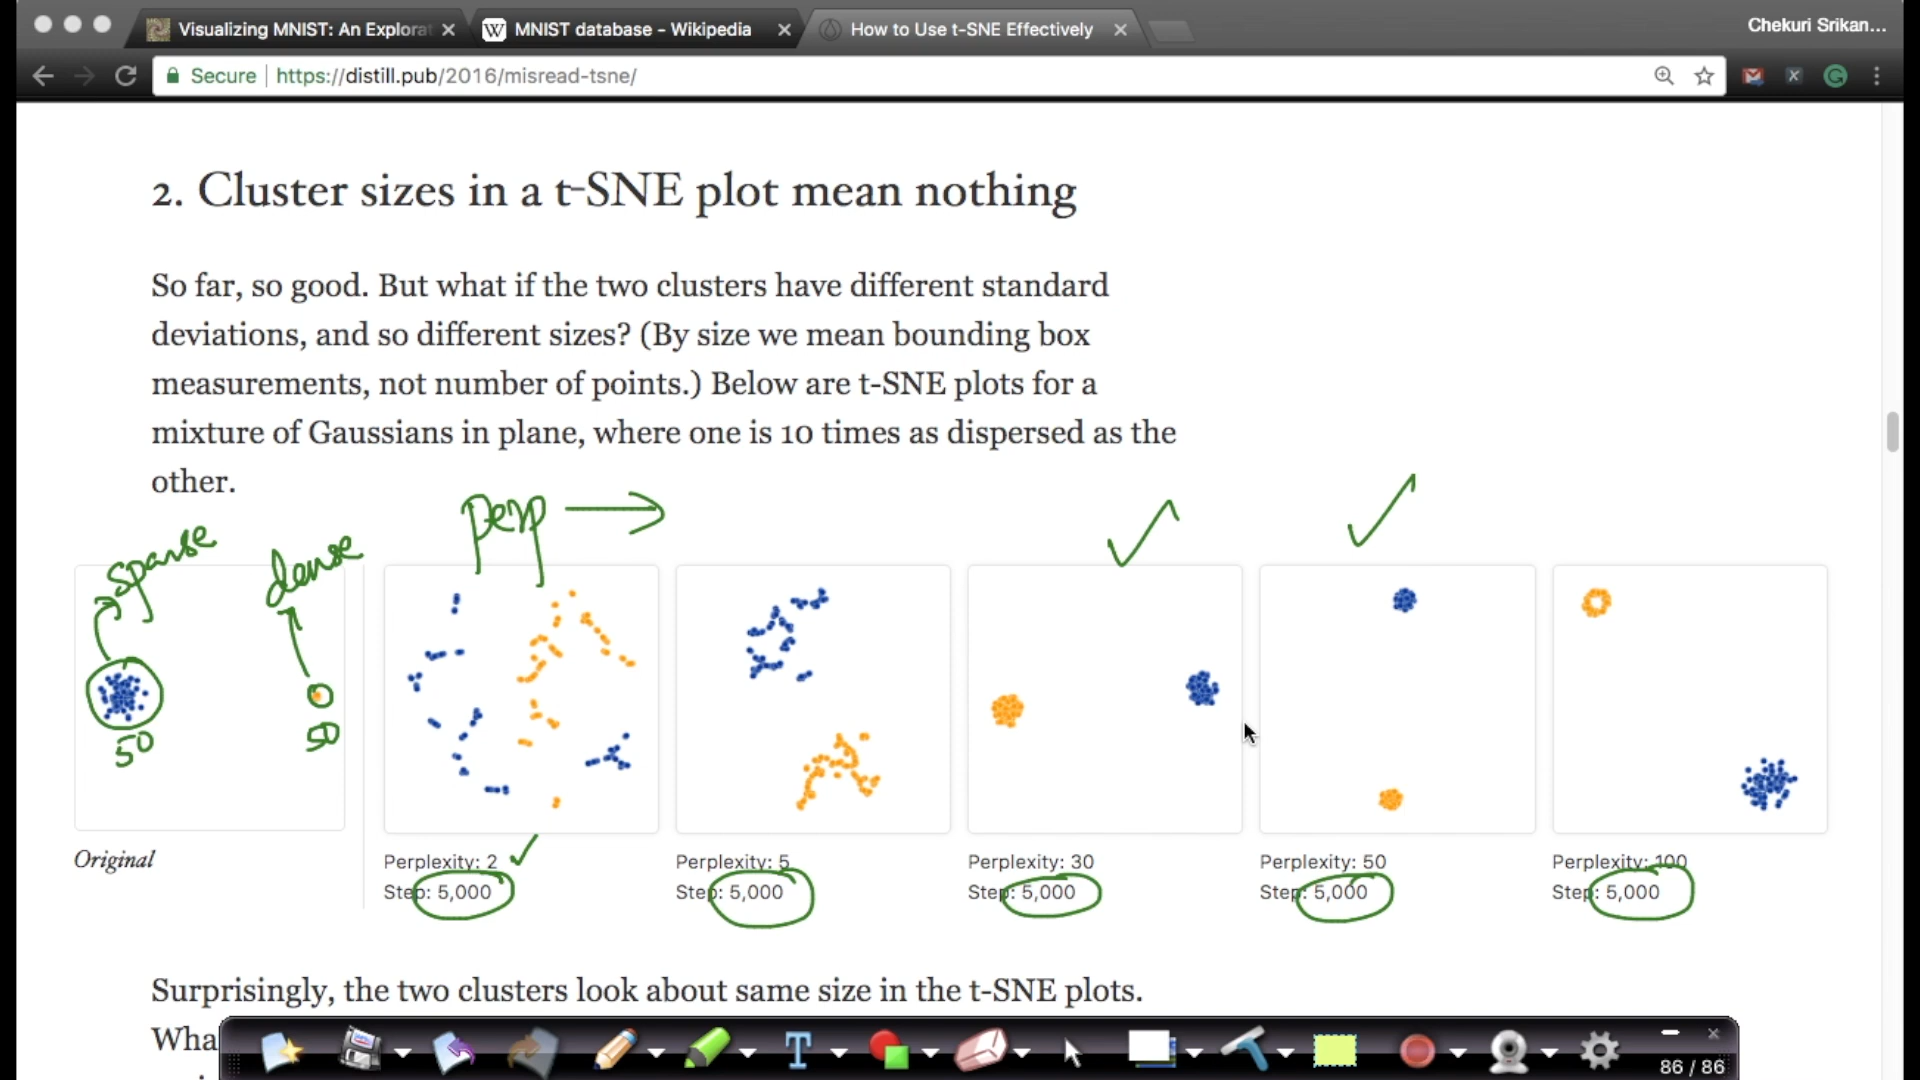 Chekuri Srikan...
Visualizing MNIST: An Explorat
MNIST database - Wikipedia
How to Use t-SNE Effectively
Secure
https://distill.pub/2016/misread-tsne/
2. Cluster sizes in a t-SNE plot mean nothing
So far, so good. But what if the two clusters have different standard
deviations, and so different sizes? (By size we mean bounding box
measurements, not number of points.) Below are t-SNE plots for a
mixture of Gaussians in plane, where one is 10 times as dispersed as the
other.
sparse
dense
perp
50
50
Original
Perplexity: 2
Step: 5,000
Perplexity: 5
Step: 5,000
Perplexity: 30
Step: 5,000
Perplexity: 50
Step: 5,000
Perplexity: 100
Step: 5,000
Surprisingly, the two clusters look about same size in the t-SNE plots.
Wha
86 / 86